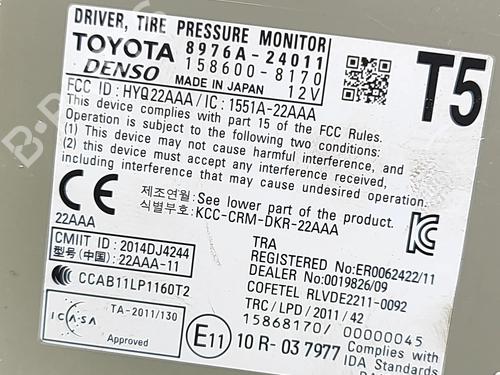 DRIVER, TIRE PRESSURE MONITOR
TOYOTA 8976A-24011
DENSO 158600-8170
MADE IN JAPAN 12V
T5
FCC ID : HYQ22AAA / IC : 1551A-22AAA
This device complies with part 15 of the FCC Rules.
Operation is subject to the following two conditions:
(1) This device may not cause harmful interference, and
(2) this device must accept any interference received,
including interference that may cause undesired operation.
CE
제조연월: See lower part of the product
식별부호: KCC-CRM-DKR-22AAA
22AAA
CMIIT ID : 2014DJ4244
型号(中国) : 22AAA-11
CCAB11LP1160T2
TRA
REGISTERED No:ER0062422/11
DEALER No:0019826/09
COFETEL RLVDE2211-0092
TRC / LPD / 2011 / 42
15868170/ 00000045
ICASA
TA-2011/130
APPROVED
E11 10 R- 03 7977
Complies with
IDA Standards